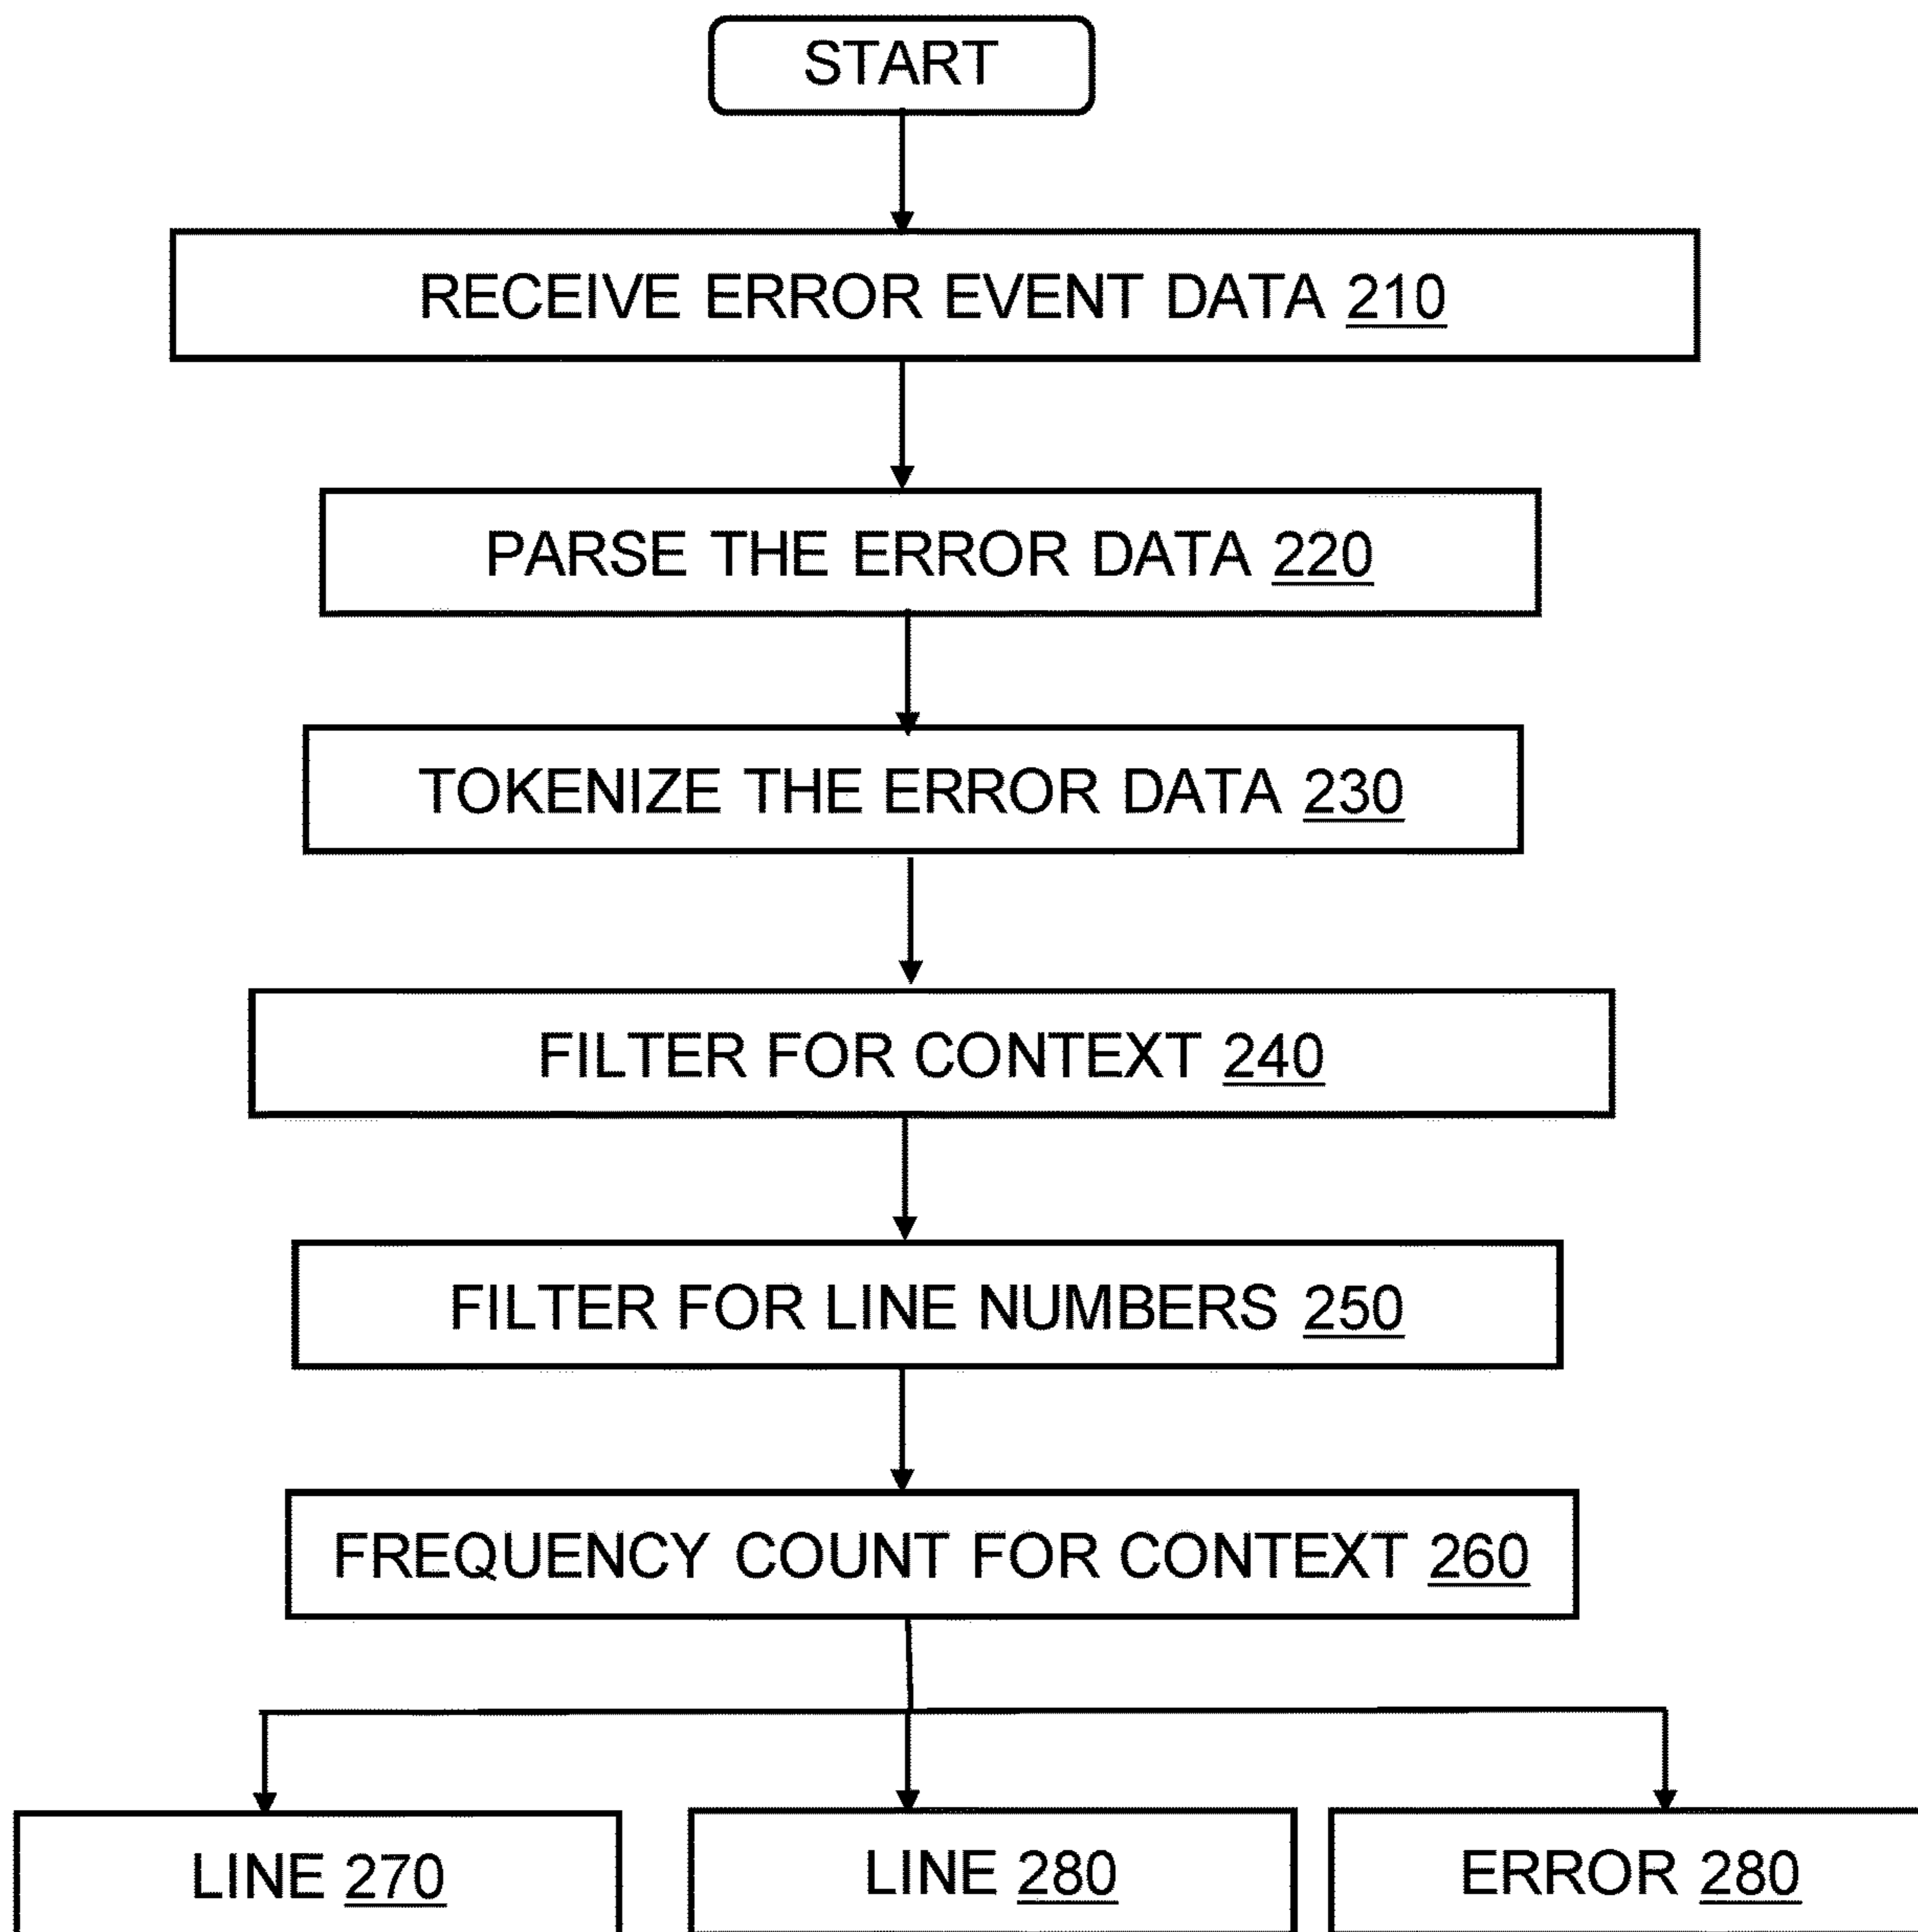 START
RECEIVE ERROR EVENT DATA 210
PARSE THE ERROR DATA 220
TOKENIZE THE ERROR DATA 230
FILTER FOR CONTEXT 240
FILTER FOR LINE NUMBERS 250
FREQUENCY COUNT FOR CONTEXT 260
LINE 270
LINE 280
ERROR 280